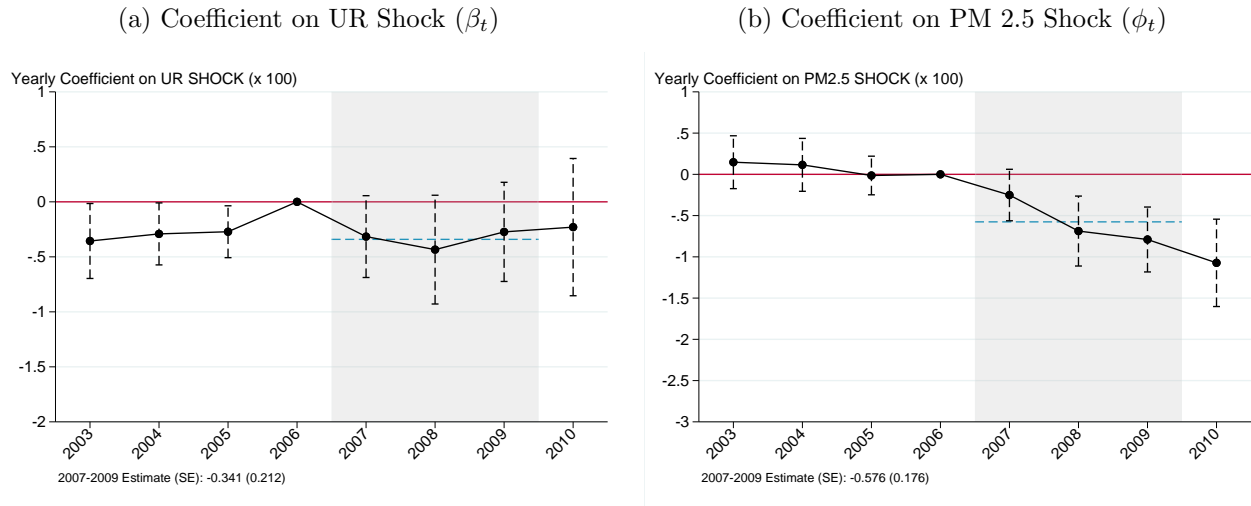 (a) Coefficient on UR Shock (βt)
Yearly Coefficient on UR SHOCK (x 100)
1
.5
0
-.5
-1
-1.5
-2
2003 2004 2005 2006 2007 2008 2009 2010
2007-2009 Estimate (SE): -0.341 (0.212)
(b) Coefficient on PM 2.5 Shock (ϕt)
Yearly Coefficient on PM2.5 SHOCK (x 100)
1
.5
0
-.5
-1
-1.5
-2
-2.5
-3
2003 2004 2005 2006 2007 2008 2009 2010
2007-2009 Estimate (SE): -0.576 (0.176)